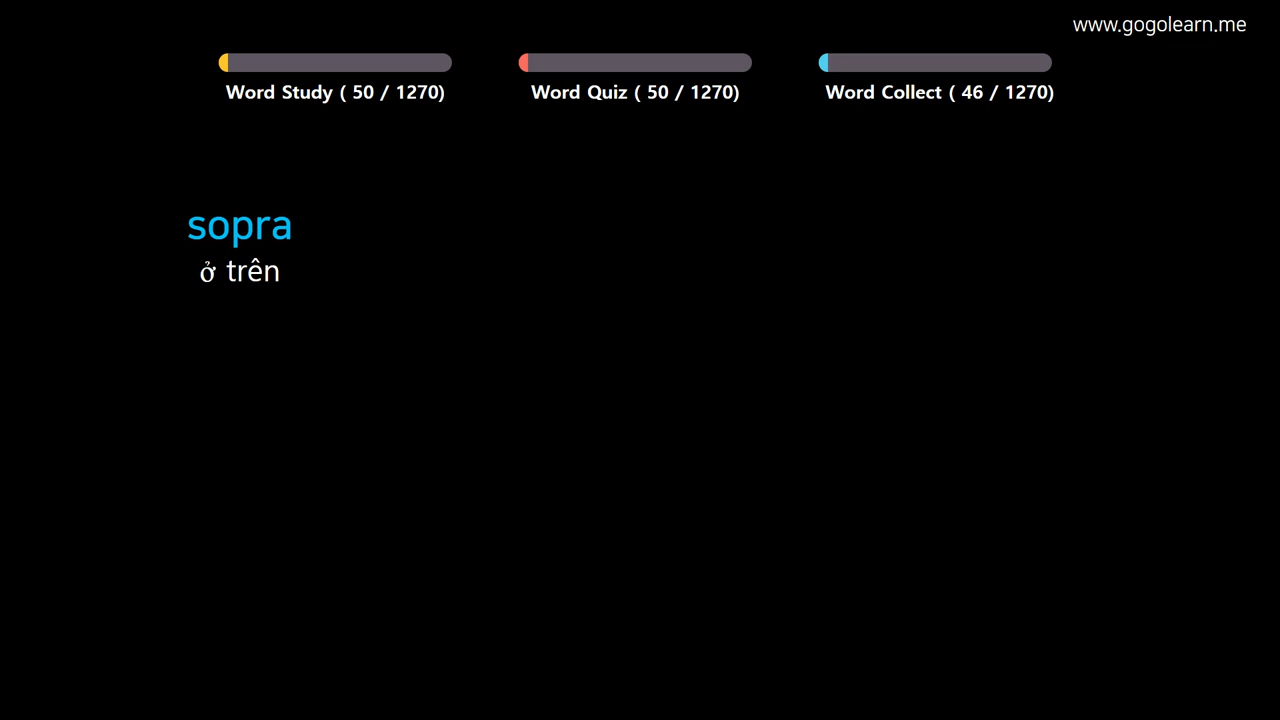 www.gogolearn.me
Word Study ( 50 / 1270)
Word Quiz ( 50 / 1270)
Word Collect ( 46 / 1270)
sopra
ở trên